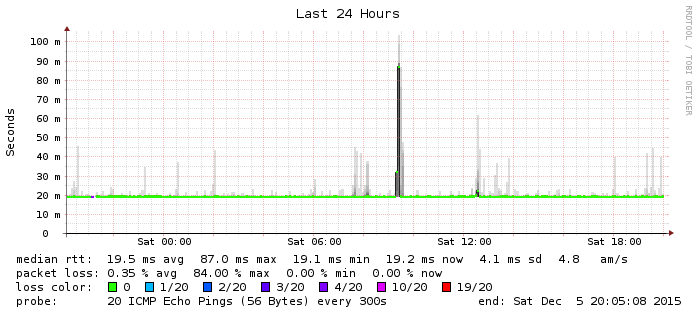 Last 24 Hours
RRDTOOL / TOBI OETIKER
Seconds
100 m
90 m
80 m
70 m
60 m
50 m
40 m
30 m
20 m
10 m
0
Sat 00:00 Sat 06:00 Sat 12:00 Sat 18:00
median rtt: 19.5 ms avg 87.0 ms max 19.1 ms min 19.2 ms now 4.1 ms sd 4.8 am/s
packet loss: 0.35 % avg 84.00 % max 0.00 % min 0.00 % now
loss color: 0 1/20 2/20 3/20 4/20 10/20 19/20
probe: 20 ICMP Echo Pings (56 Bytes) every 300s end: Sat Dec 5 20:05:08 2015